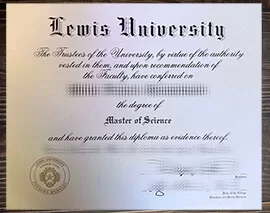 Lewis University
The Trustees of the University, by virtue of the authority
vested in them, and upon recommendation of
the Faculty, have conferred on
the degree of
Master of Science
and have granted this diploma as evidence thereof.